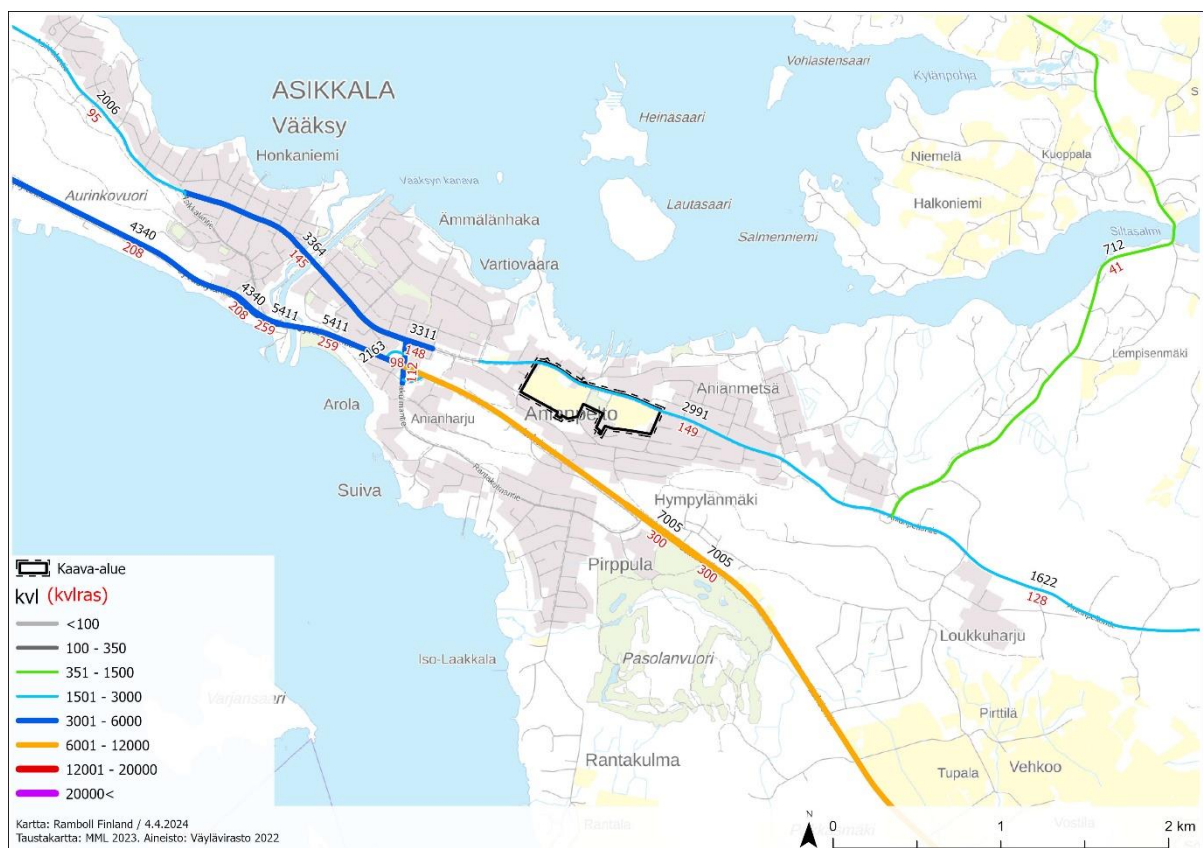 ASIKKALA
Vääksy
Honkaniemi
Vääksyn kanava
Aurinkovuori
Ämmälänhaka
Vartiovaara
Heinäsaari
Lautasaari
Vohlastensaari
Salmenniemi
Kylänpohja
S
Niemelä
Kuoppala
Halkoniemi
Siltasalmi
Lempisenmäki
2006
95
4340
208
3364
145
4340
208
5411
259
5411
259
2163
98
112
3311
148
712
41
Arola
Anianharju
Anianpelto
Anianmetsä
2991
149
Suiva
Hympylänmäki
7005
300
7005
300
Pirppula
1622
128
Loukkuharju
Iso-Laakkala
Pasolanvuori
Varjansaari
Rantakulma
Pirttilä
Tupala
Vehkoo
Rantala
Vostila
Kaava-alue
kvl (kvlras)
<100
100 - 350
351 - 1500
1501 - 3000
3001 - 6000
6001 - 12000
12001 - 20000
20000<
Kartta: Ramboll Finland / 4.4.2024
Taustakartta: MML 2023. Aineisto: Väylävirasto 2022
N
0 1 2 km